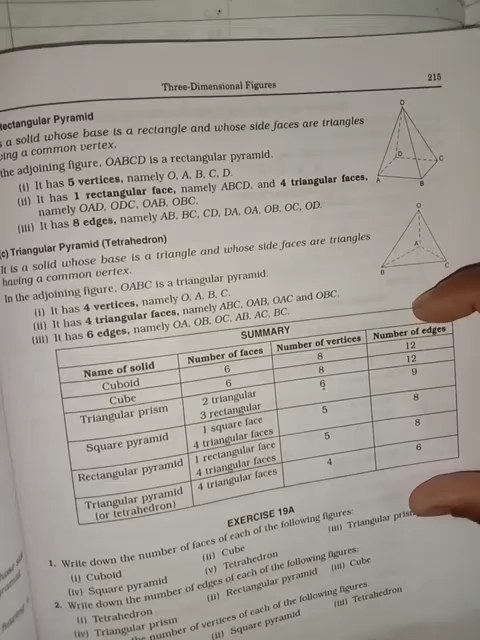 Three-Dimensional Figures
215
Rectangular Pyramid
a solid whose base is a rectangle and whose side faces are triangles
having a common vertex.
the adjoining figure, OABCD is a rectangular pyramid.
(i) It has 5 vertices, namely O, A, B, C, D.
(ii) It has 1 rectangular face, namely ABCD, and 4 triangular faces,
namely OAD, ODC, OAB, OBC.
(iii) It has 8 edges, namely AB, BC, CD, DA, OA, OB, OC, OD.
O
D
C
A
B
(c) Triangular Pyramid (Tetrahedron)
It is a solid whose base is a triangle and whose side faces are triangles
having a common vertex.
In the adjoining figure, OABC is a triangular pyramid.
(i) It has 4 vertices, namely O, A, B, C.
(ii) It has 4 triangular faces, namely ABC, OAB, OAC and OBC.
(iii) It has 6 edges, namely OA, OB, OC, AB, AC, BC.
O
A
B
C
SUMMARY
Name of solid Number of faces Number of vertices Number of edges
Cuboid 6 8 12
Cube 6 8 12
Triangular prism 2 triangular 6 9
3 rectangular
Square pyramid 1 square face 5 8
4 triangular faces
Rectangular pyramid 1 rectangular face 5 8
4 triangular faces
Triangular pyramid 4 triangular faces 4 6
(or tetrahedron)
EXERCISE 19A
1. Write down the number of faces of each of the following figures:
(i) Cuboid (ii) Cube (iii) Triangular prism
(iv) Square pyramid (v) Tetrahedron
2. Write down the number of edges of each of the following figures:
(i) Tetrahedron (ii) Rectangular pyramid (iii) Cube
(iv) Triangular prism
the number of vertices of each of the following figures.
(ii) Square pyramid (iii) Tetrahedron